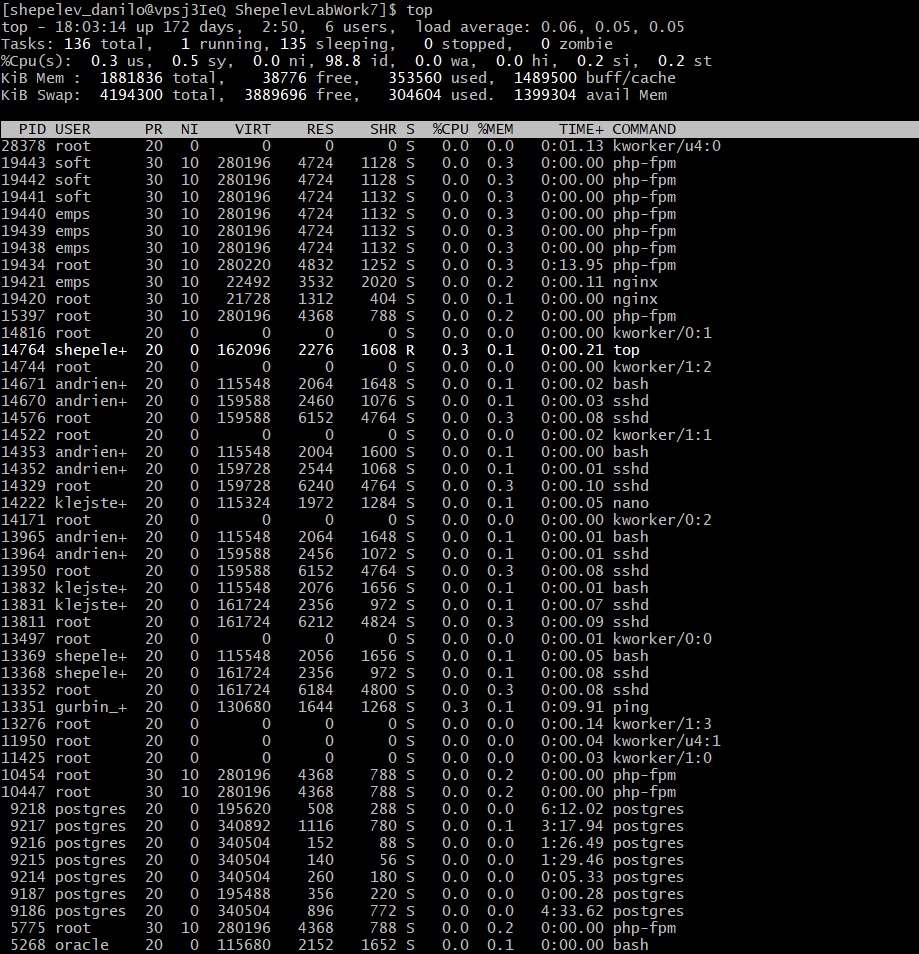 [shepelev_danilo@vpsj3IeQ ShepelevLabWork7]$ top
top - 18:03:14 up 172 days,  2:50,  6 users,  load average: 0.06, 0.05, 0.05
Tasks: 136 total,   1 running, 135 sleeping,   0 stopped,   0 zombie
%Cpu(s):  0.3 us,  0.5 sy,  0.0 ni, 98.8 id,  0.0 wa,  0.0 hi,  0.2 si,  0.2 st
KiB Mem :  1881836 total,    38776 free,   353560 used,  1489500 buff/cache
KiB Swap:  4194300 total,  3889696 free,   304604 used.  1399304 avail Mem
PID USER PR NI VIRT RES SHR S %CPU %MEM TIME+ COMMAND
28378 root 20 0 0 0 0 S 0.0 0.0 0:01.13 kworker/u4:0
19443 soft 30 10 280196 4724 1128 S 0.0 0.3 0:00.00 php-fpm
19442 soft 30 10 280196 4724 1128 S 0.0 0.3 0:00.00 php-fpm
19441 soft 30 10 280196 4724 1132 S 0.0 0.3 0:00.00 php-fpm
19440 emps 30 10 280196 4724 1132 S 0.0 0.3 0:00.00 php-fpm
19439 emps 30 10 280196 4724 1132 S 0.0 0.3 0:00.00 php-fpm
19438 emps 30 10 280196 4724 1132 S 0.0 0.3 0:00.00 php-fpm
19434 root 30 10 280220 4832 1252 S 0.0 0.3 0:13.95 php-fpm
19421 emps 30 10 22492 3532 2020 S 0.0 0.2 0:00.11 nginx
19420 root 30 10 21728 1312 404 S 0.0 0.1 0:00.00 nginx
15397 root 30 10 280196 4368 788 S 0.0 0.2 0:00.00 php-fpm
14816 root 20 0 0 0 0 S 0.0 0.0 0:00.00 kworker/0:1
14764 shepele+ 20 0 162096 2276 1608 R 0.3 0.1 0:00.21 top
14744 root 20 0 0 0 0 S 0.0 0.0 0:00.00 kworker/1:2
14671 andrien+ 20 0 115548 2064 1648 S 0.0 0.1 0:00.02 bash
14670 andrien+ 20 0 159588 2460 1076 S 0.0 0.1 0:00.03 sshd
14576 root 20 0 159588 6152 4764 S 0.0 0.3 0:00.08 sshd
14522 root 20 0 0 0 0 S 0.0 0.0 0:00.02 kworker/1:1
14353 andrien+ 20 0 115548 2004 1600 S 0.0 0.1 0:00.00 bash
14352 andrien+ 20 0 159728 2544 1068 S 0.0 0.1 0:00.01 sshd
14329 root 20 0 159728 6240 4764 S 0.0 0.3 0:00.10 sshd
14222 klejste+ 20 0 115324 1972 1284 S 0.0 0.1 0:00.05 nano
14171 root 20 0 0 0 0 S 0.0 0.0 0:00.00 kworker/0:2
13965 andrien+ 20 0 115548 2064 1648 S 0.0 0.1 0:00.01 bash
13964 andrien+ 20 0 159588 2456 1072 S 0.0 0.1 0:00.01 sshd
13950 root 20 0 159588 6152 4764 S 0.0 0.3 0:00.08 sshd
13832 klejste+ 20 0 115548 2076 1656 S 0.0 0.1 0:00.01 bash
13831 klejste+ 20 0 161724 2356 972 S 0.0 0.1 0:00.07 sshd
13811 root 20 0 161724 6212 4824 S 0.0 0.3 0:00.09 sshd
13497 root 20 0 0 0 0 S 0.0 0.0 0:00.01 kworker/0:0
13369 shepele+ 20 0 115548 2056 1656 S 0.0 0.1 0:00.05 bash
13368 shepele+ 20 0 161724 2356 972 S 0.0 0.1 0:00.08 sshd
13352 root 20 0 161724 6184 4800 S 0.0 0.3 0:00.08 sshd
13351 gurbin_+ 20 0 130680 1644 1268 S 0.3 0.1 0:09.91 ping
13276 root 20 0 0 0 0 S 0.0 0.0 0:00.14 kworker/1:3
11950 root 20 0 0 0 0 S 0.0 0.0 0:00.04 kworker/u4:1
11425 root 20 0 0 0 0 S 0.0 0.0 0:00.03 kworker/1:0
10454 root 30 10 280196 4368 788 S 0.0 0.2 0:00.00 php-fpm
10447 root 30 10 280196 4368 788 S 0.0 0.2 0:00.00 php-fpm
9218 postgres 20 0 195620 508 288 S 0.0 0.0 6:12.02 postgres
9217 postgres 20 0 340892 1116 780 S 0.0 0.1 3:17.94 postgres
9216 postgres 20 0 340504 152 88 S 0.0 0.0 1:26.49 postgres
9215 postgres 20 0 340504 140 56 S 0.0 0.0 1:29.46 postgres
9214 postgres 20 0 340504 260 180 S 0.0 0.0 0:05.33 postgres
9187 postgres 20 0 195488 356 220 S 0.0 0.0 0:00.28 postgres
9186 postgres 20 0 340504 896 772 S 0.0 0.0 4:33.62 postgres
5775 root 30 10 280196 4368 788 S 0.0 0.2 0:00.00 php-fpm
5268 oracle 20 0 115680 2152 1652 S 0.0 0.1 0:00.00 bash